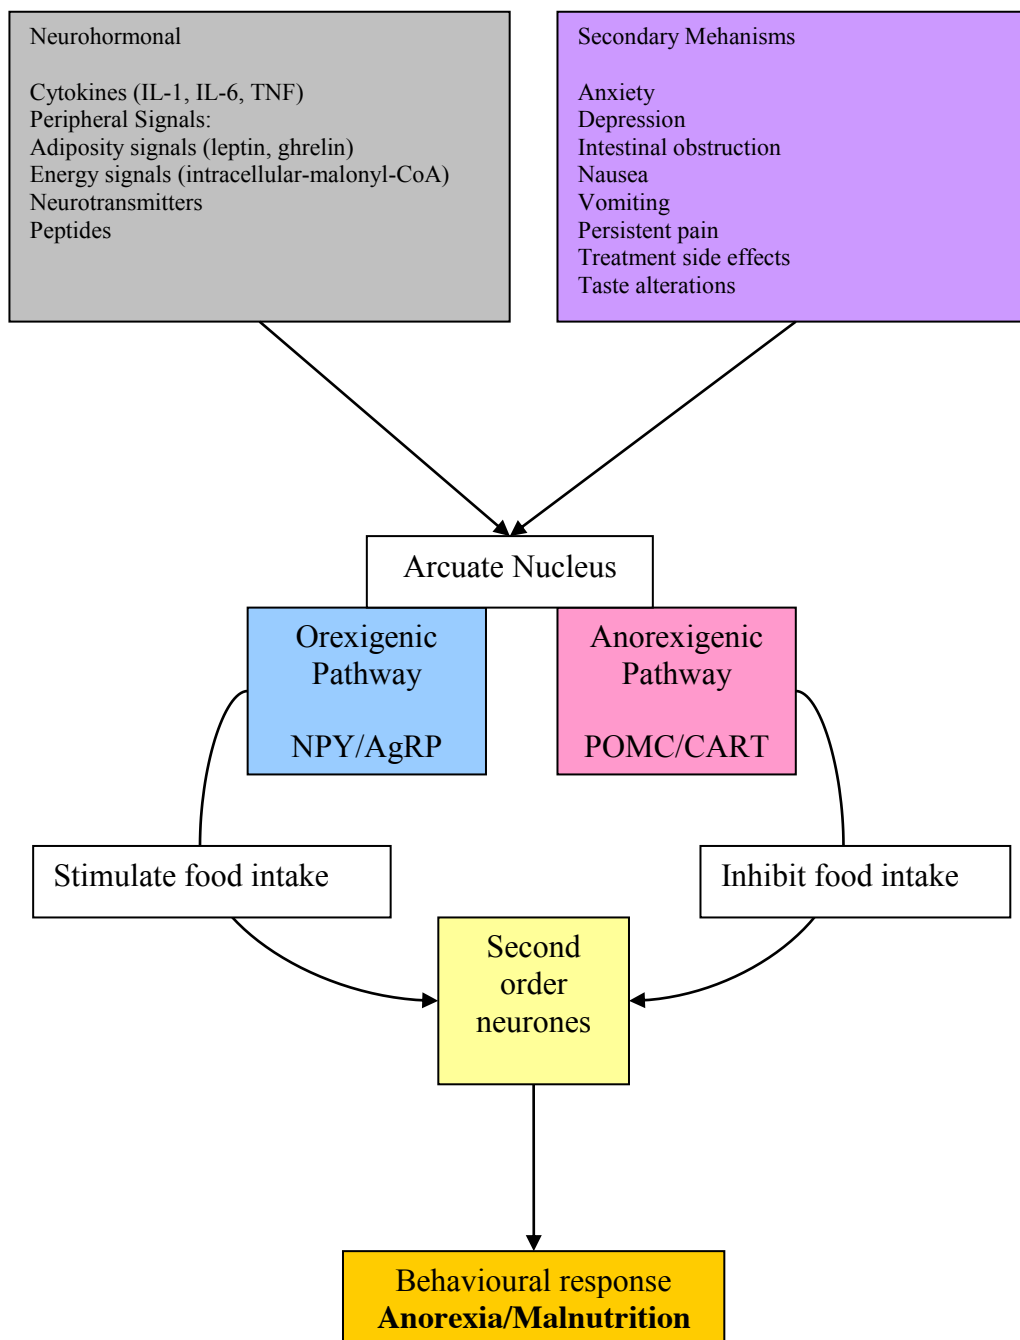 Neurohormonal
Cytokines (IL-1, IL-6, TNF)
Peripheral Signals:
Adiposity signals (leptin, ghrelin)
Energy signals (intracellular-malonyl-CoA)
Neurotransmitters
Peptides
Secondary Mehanisms
Anxiety
Depression
Intestinal obstruction
Nausea
Vomiting
Persistent pain
Treatment side effects
Taste alterations
Arcuate Nucleus
Orexigenic
Pathway
NPY/AgRP
Anorexigenic
Pathway
POMC/CART
Stimulate food intake
Inhibit food intake
Second
order
neurones
Behavioural response
Anorexia/Malnutrition